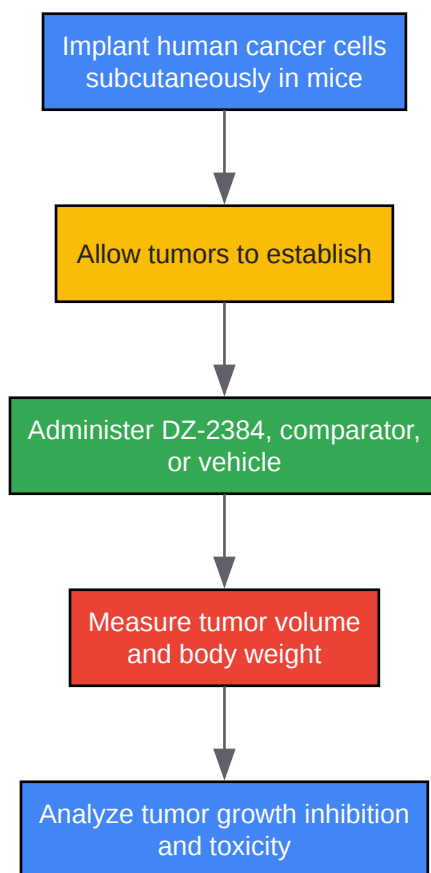 Implant human cancer cells
subcutaneously in mice
Allow tumors to establish
Administer DZ-2384, comparator,
or vehicle
Measure tumor volume
and body weight
Analyze tumor growth inhibition
and toxicity